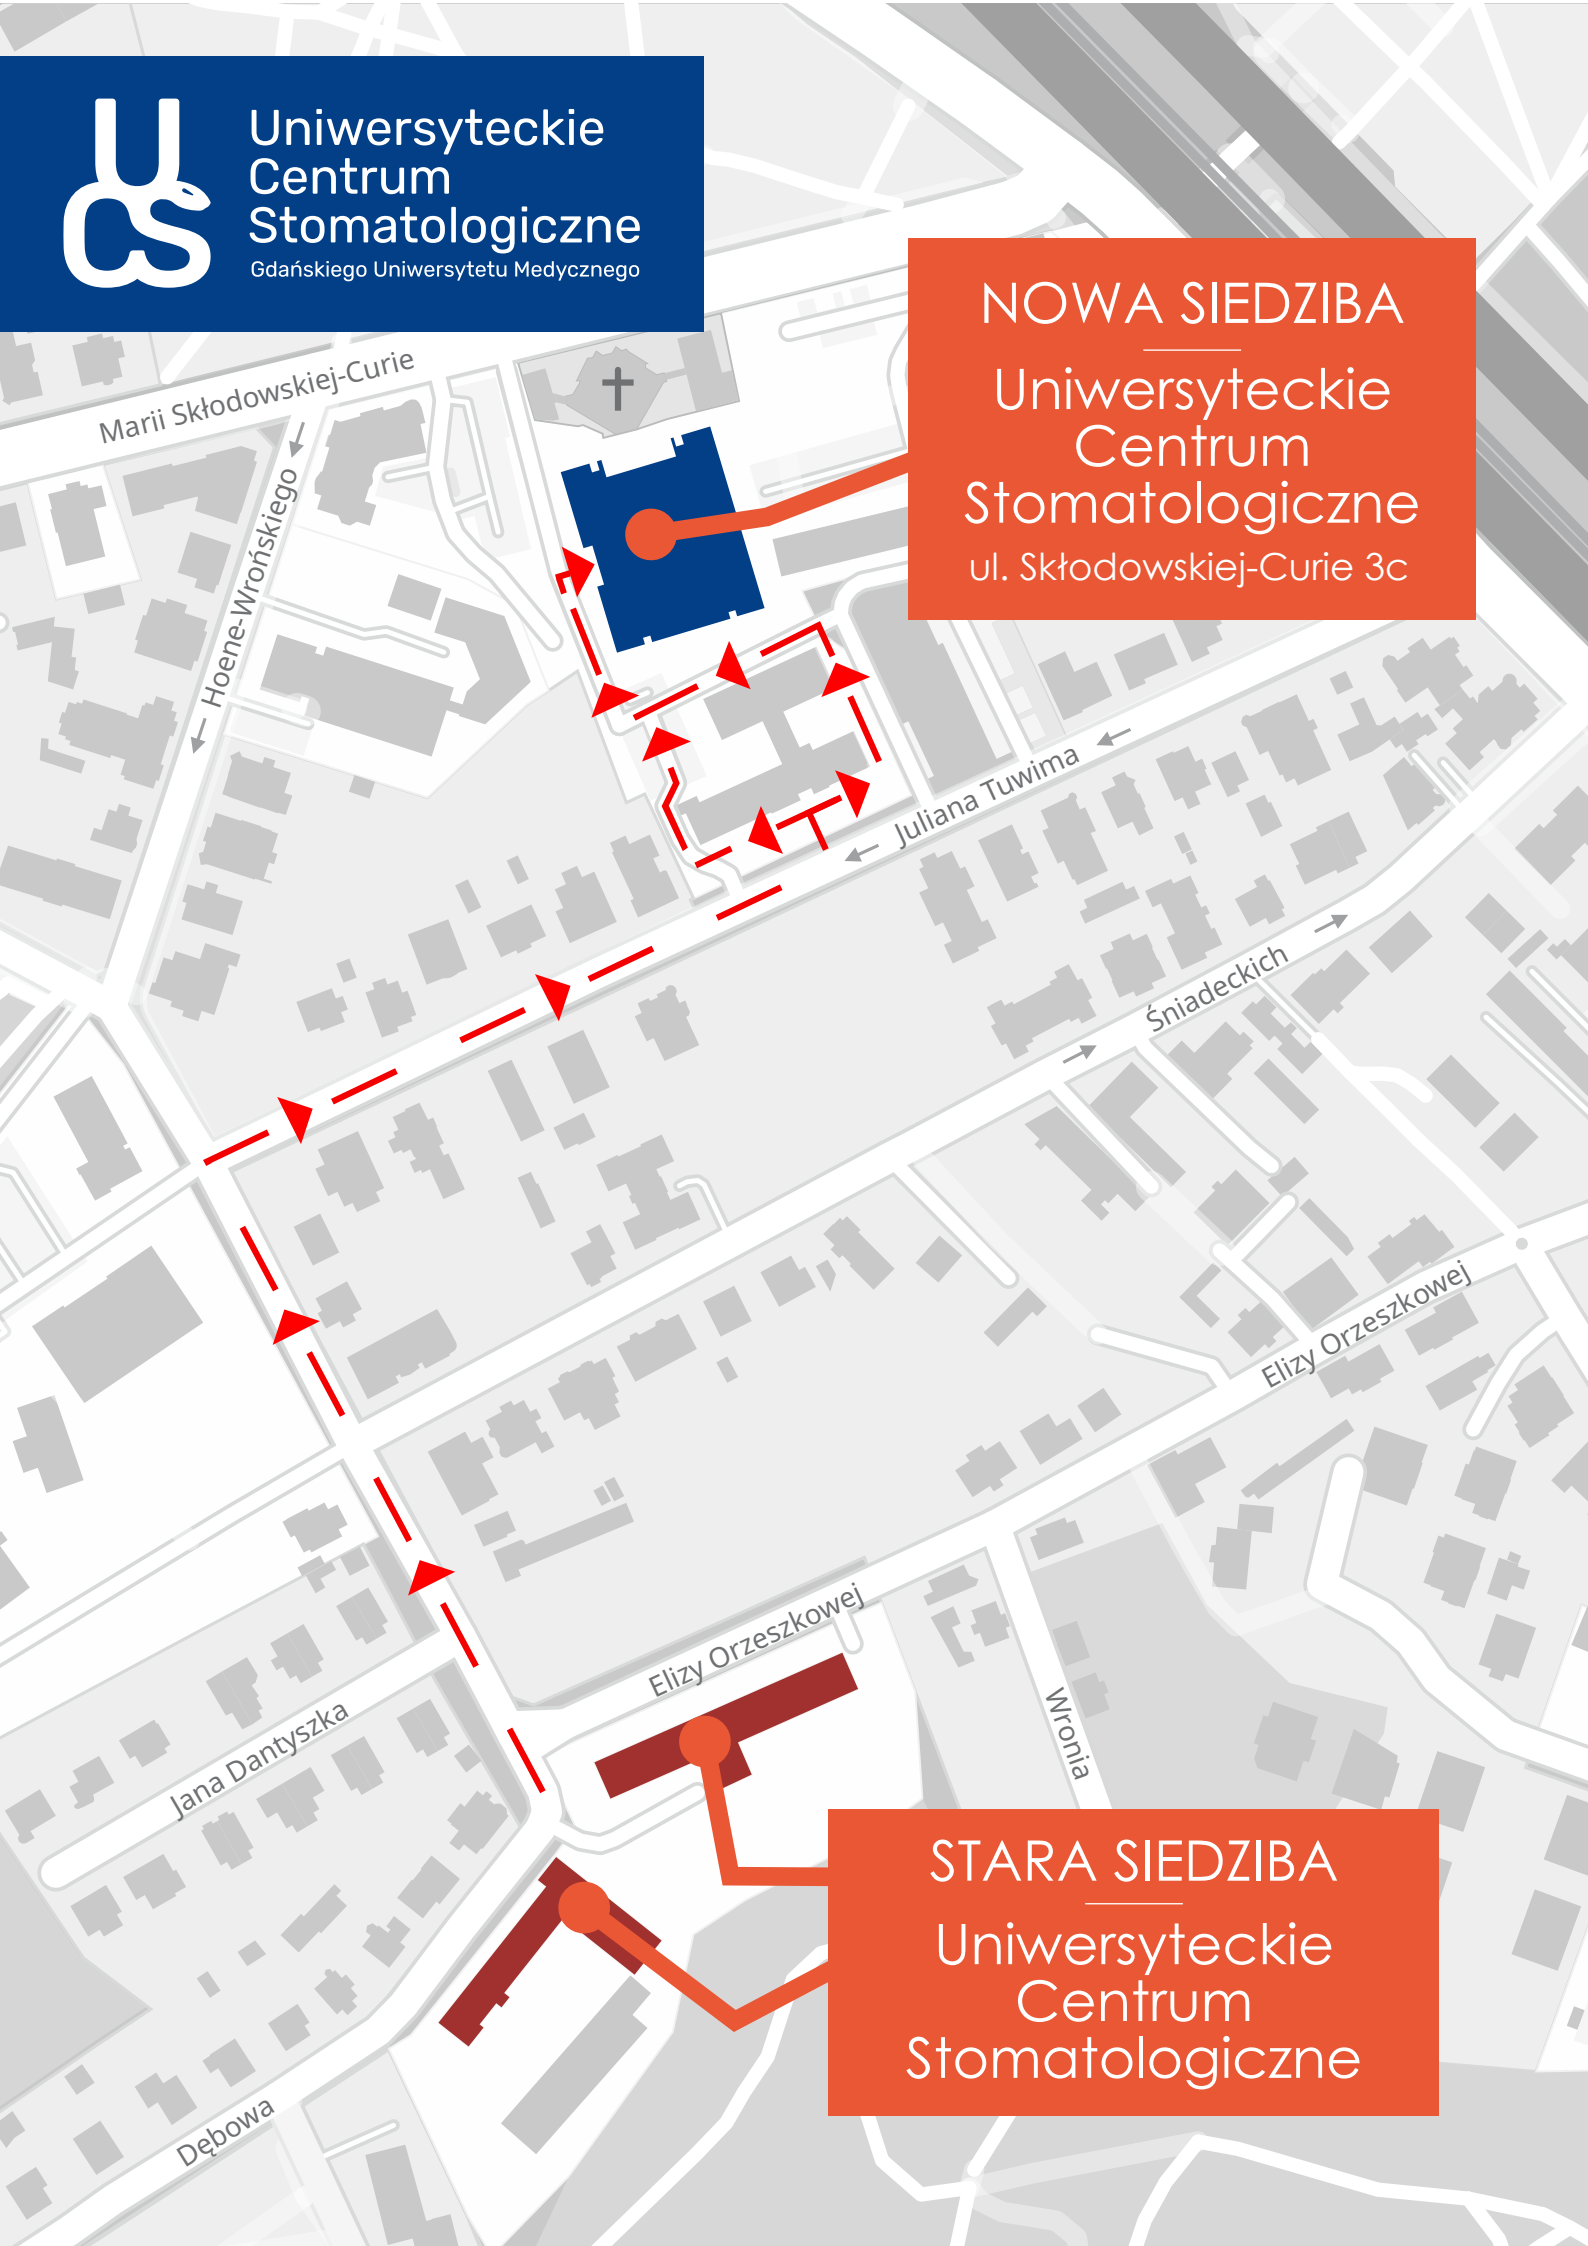 UCS
Uniwersyteckie
Centrum
Stomatologiczne
Gdańskiego Uniwersytetu Medycznego
NOWA SIEDZIBA
Uniwersyteckie
Centrum
Stomatologiczne
ul. Skłodowskiej-Curie 3c
Marii Skłodowskiej-Curie
Hoene-Wrońskiego
Juliana Tuwima
Śniadeckich
Elizy Orzeszkowej
Elizy Orzeszkowej
Wronia
Jana Dantyszka
STARA SIEDZIBA
Uniwersyteckie
Centrum
Stomatologiczne
Dębowa